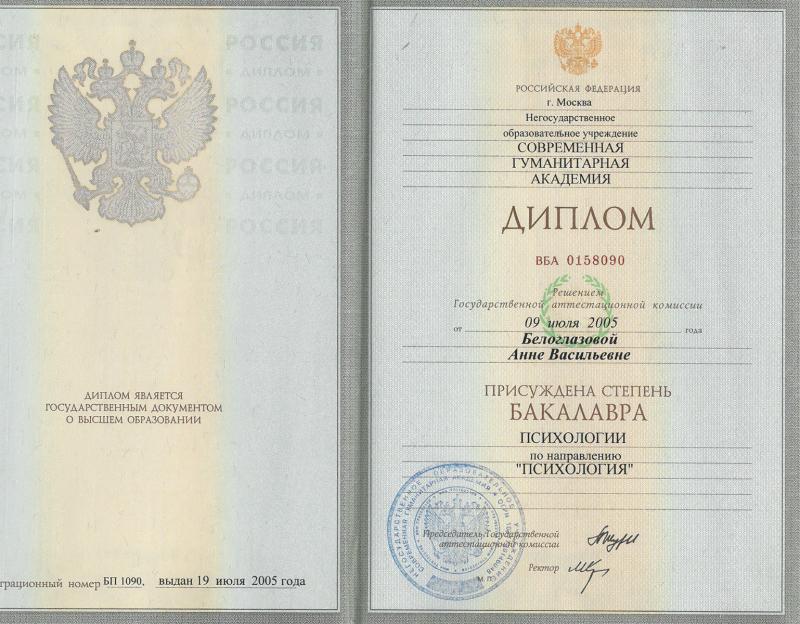 РОССИЯ
ДИПЛОМ
РОССИЯ
ДИПЛОМ
РОССИЯ
ДИПЛОМ
РОССИЯ
ДИПЛОМ ЯВЛЯЕТСЯ
ГОСУДАРСТВЕННЫМ ДОКУМЕНТОМ
О ВЫСШЕМ ОБРАЗОВАНИИ
номер БП 1090, выдан 19 июля 2005 года
РОССИЙСКАЯ ФЕДЕРАЦИЯ
г. Москва
Негосударственное
образовательное учреждение
СОВРЕМЕННАЯ
ГУМАНИТАРНАЯ
АКАДЕМИЯ
ДИПЛОМ
ВБА 0158090
Решением
Государственной аттестационной комиссии
от 09 июля 2005 года
Белоглазовой
Анне Васильевне
ПРИСУЖДЕНА СТЕПЕНЬ
БАКАЛАВРА
ПСИХОЛОГИИ
по направлению
"ПСИХОЛОГИЯ"
Председатель Государственной
аттестационной комиссии
Ректор
М.П.